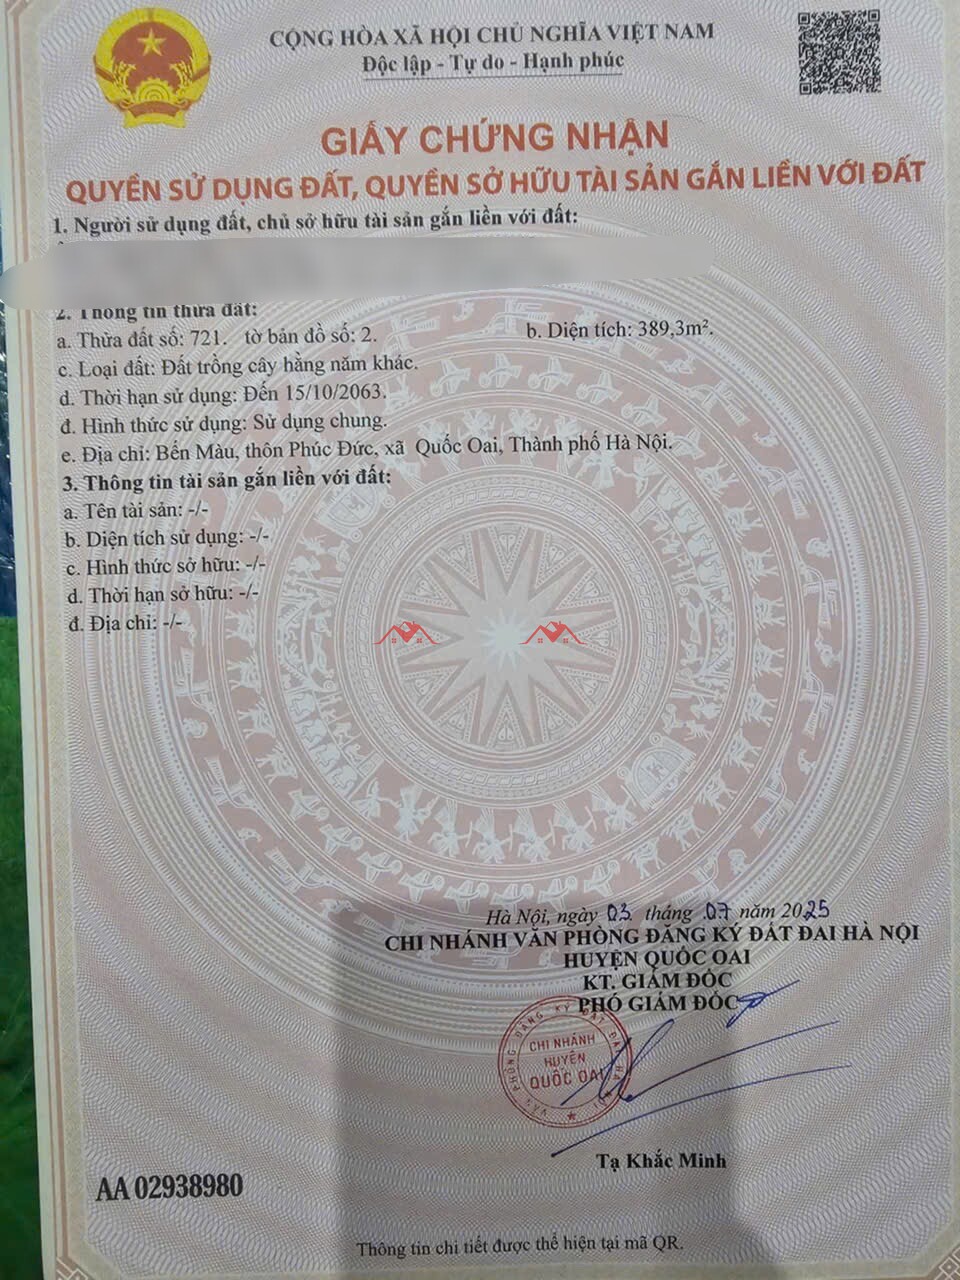 CỘNG HÒA XÃ HỘI CHỦ NGHĨA VIỆT NAM
Độc lập - Tự do - Hạnh phúc
GIẤY CHỨNG NHẬN
QUYỀN SỬ DỤNG ĐẤT, QUYỀN SỞ HỮU TÀI SẢN GẮN LIỀN VỚI ĐẤT
1. Người sử dụng đất, chủ sở hữu tài sản gắn liền với đất:
2. Thông tin thửa đất:
a. Thửa đất số: 721. tờ bản đồ số: 2. b. Diện tích: 389,3m².
c. Loại đất: Đất trồng cây hằng năm khác.
d. Thời hạn sử dụng: Đến 15/10/2063.
đ. Hình thức sử dụng: Sử dụng chung.
e. Địa chỉ: Bến Màu, thôn Phúc Đức, xã Quốc Oai, Thành phố Hà Nội.
3. Thông tin tài sản gắn liền với đất:
a. Tên tài sản: -/-
b. Diện tích sử dụng: -/-
c. Hình thức sở hữu: -/-
d. Thời hạn sở hữu: -/-
đ. Địa chỉ: -/-
Hà Nội, ngày 03 tháng 07 năm 2025
CHI NHÁNH VĂN PHÒNG ĐĂNG KÝ ĐẤT ĐAI HÀ NỘI
HUYỆN QUỐC OAI
KT. GIÁM ĐỐC
PHÓ GIÁM ĐỐC
VĂN PHÒNG ĐĂNG KÝ ĐẤT ĐAI HÀ NỘI
CHI NHÁNH
HUYỆN
QUỐC OAI
Tạ Khắc Minh
AA 02938980
Thông tin chi tiết được thể hiện tại mã QR.